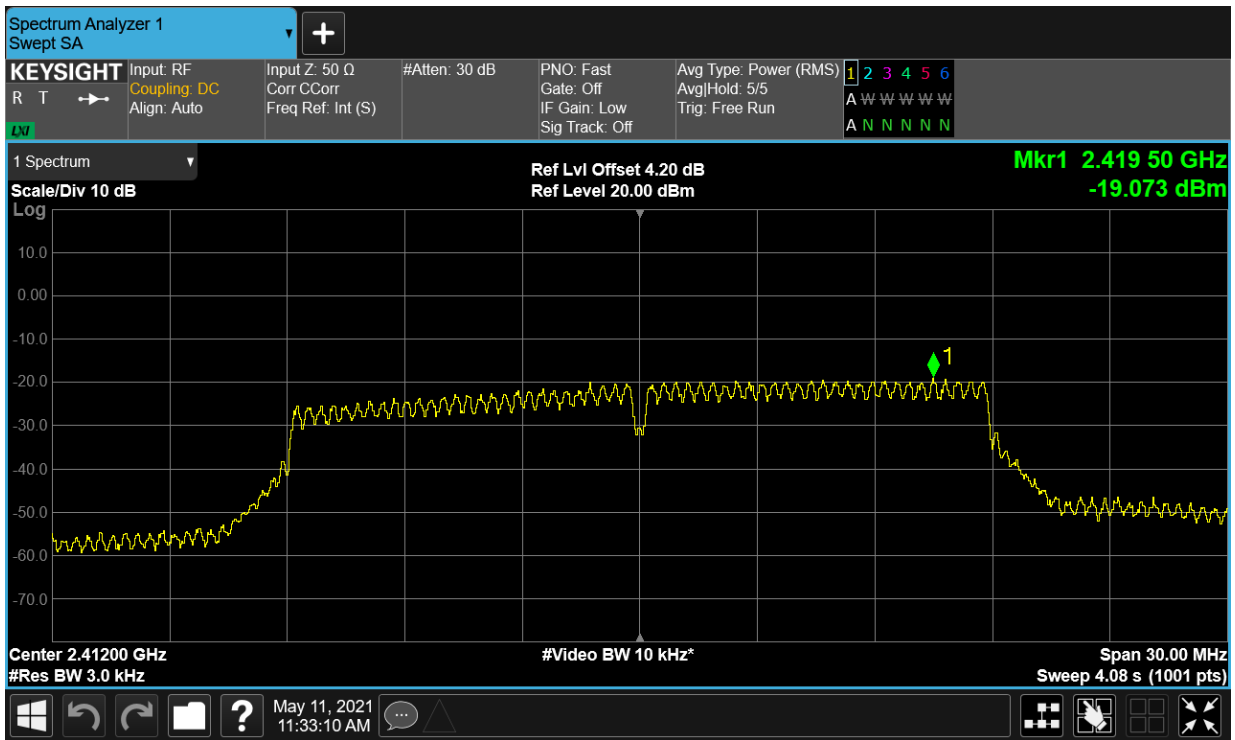 Spectrum Analyzer 1
Swept SA
KEYSIGHT
R T
LXI
Input: RF
Coupling: DC
Align: Auto
Input Z: 50 Ω
Corr CCorr
Freq Ref: Int (S)
#Atten: 30 dB
PNO: Fast
Gate: Off
IF Gain: Low
Sig Track: Off
Avg Type: Power (RMS)
Avg|Hold: 5/5
Trig: Free Run
1 2 3 4 5 6
A W W W W W
A N N N N N
1 Spectrum
Scale/Div 10 dB
Log
Ref Lvl Offset 4.20 dB
Ref Level 20.00 dBm
Mkr1 2.419 50 GHz
-19.073 dBm
10.0
0.00
-10.0
1
-20.0
-30.0
-40.0
-50.0
-60.0
-70.0
Center 2.41200 GHz
#Res BW 3.0 kHz
#Video BW 10 kHz*
Span 30.00 MHz
Sweep 4.08 s (1001 pts)
?
May 11, 2021
11:33:10 AM